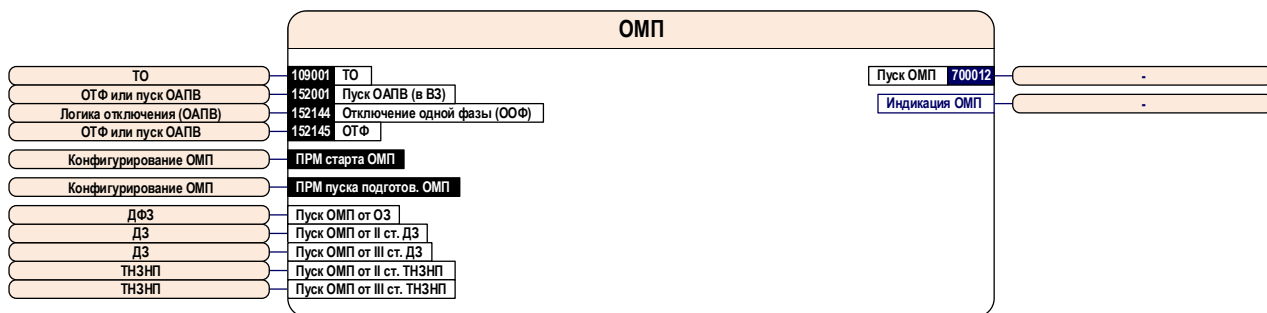 ОМП
ТО 109001 ТО Пуск ОМП 700012 -
ОТФ или пуск ОАПВ 152001 Пуск ОАПВ (в ВЗ) Индикация ОМП -
Логика отключения (ОАПВ) 152144 Отключение одной фазы (ООФ)
ОТФ или пуск ОАПВ 152145 ОТФ
Конфигурирование ОМП ПРМ старта ОМП
Конфигурирование ОМП ПРМ пуска подготов. ОМП
ДФЗ Пуск ОМП от ОЗ
ДЗ Пуск ОМП от II ст. ДЗ
ДЗ Пуск ОМП от III ст. ДЗ
ТНЗНП Пуск ОМП от II ст. ТНЗНП
ТНЗНП Пуск ОМП от III ст. ТНЗНП